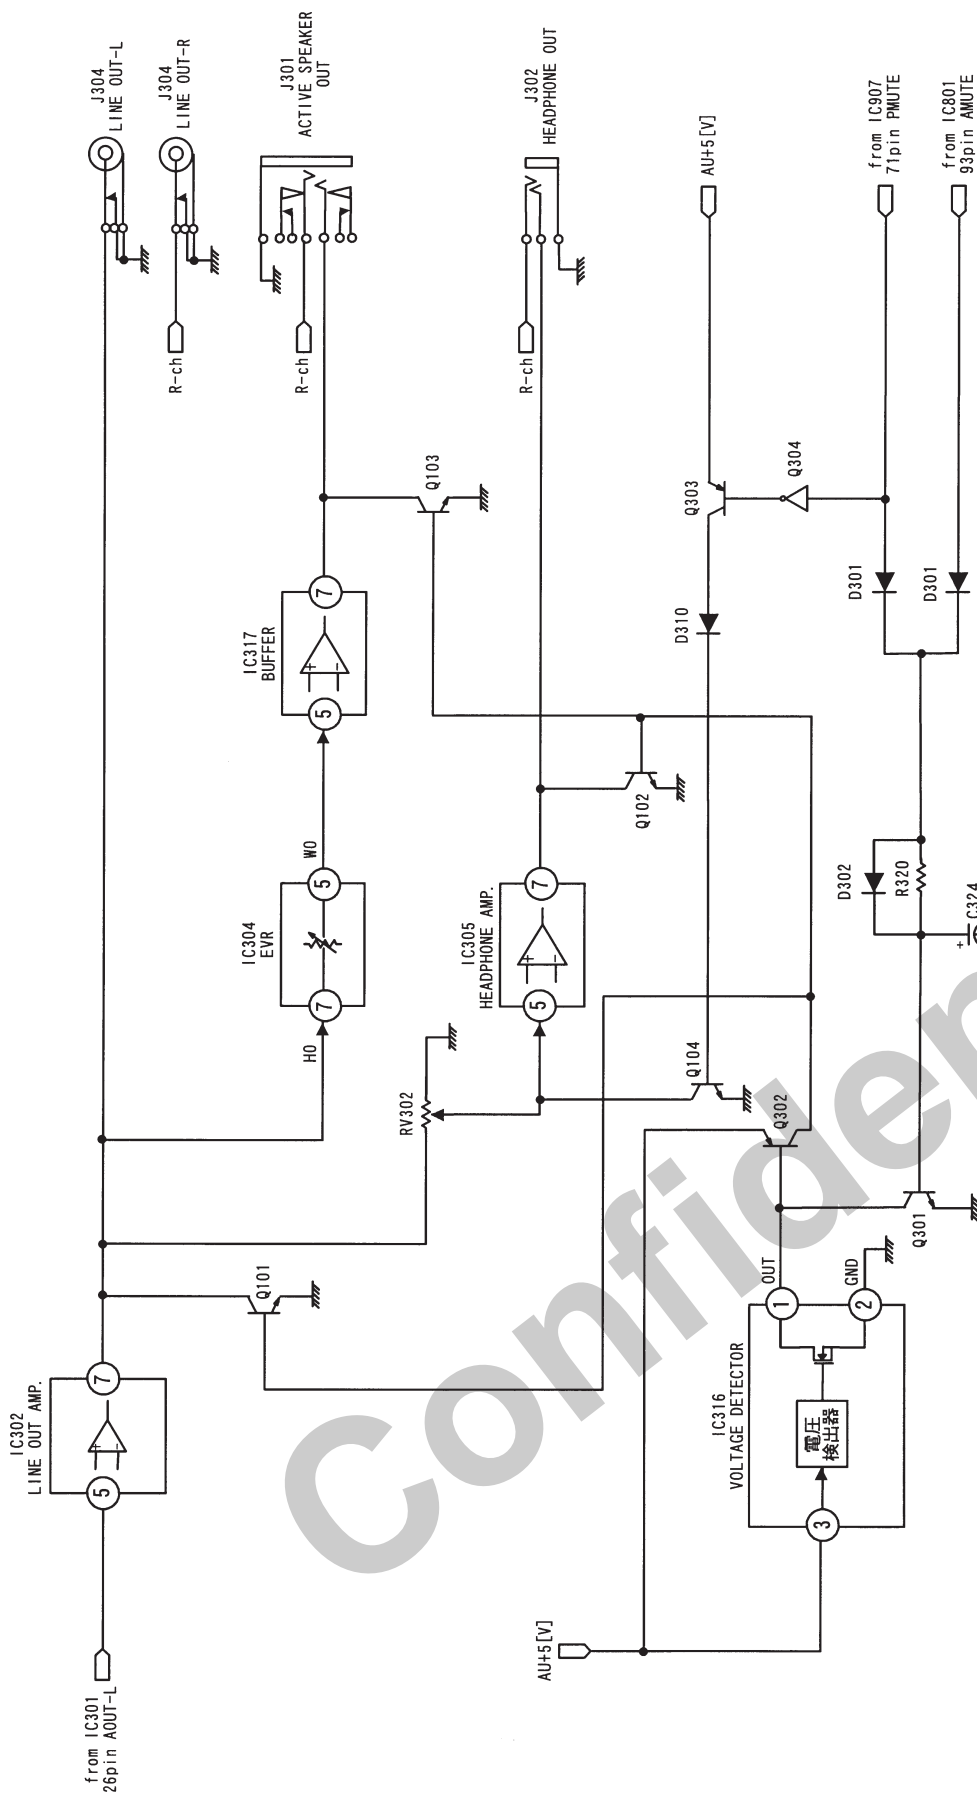 from IC301
26pin AOUT-L
IC302
LINE OUT AMP.
5
+
-
7
J304
LINE OUT-L
J304
LINE OUT-R
R-ch
Q101
HO
IC304
EVR
7
5
WO
IC317
BUFFER
5
+
-
7
J301
ACTIVE SPEAKER
OUT
R-ch
Q103
RV302
IC305
HEADPHONE AMP.
5
+
-
7
J302
HEADPHONE OUT
R-ch
Q102
Q104
D310
Q303
AU+5[V]
Q304
AU+5[V]
IC316
VOLTAGE DETECTOR
3
電圧
検出器
1
OUT
2
GND
Q302
Q301
D302
R320
+
C324
D301
D301
from IC907
71pin PMUTE
from IC801
93pin AMUTE